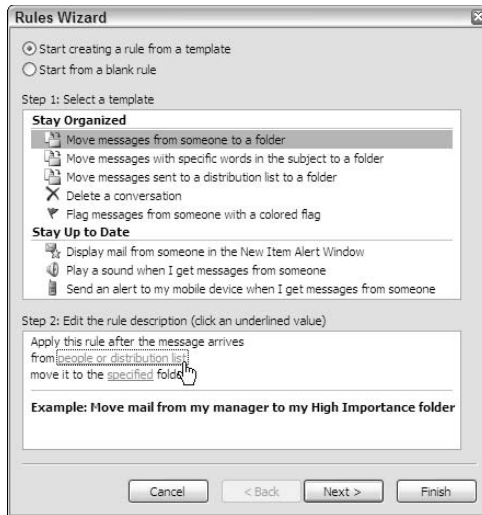 Rules Wizard
Start creating a rule from a template
Start from a blank rule
Step 1: Select a template
Stay Organized
Move messages from someone to a folder
Move messages with specific words in the subject to a folder
Move messages sent to a distribution list to a folder
Delete a conversation
Flag messages from someone with a colored flag
Stay Up to Date
Display mail from someone in the New Item Alert Window
Play a sound when I get messages from someone
Send an alert to my mobile device when I get messages from someone
Step 2: Edit the rule description (click an underlined value)
Apply this rule after the message arrives
from people or distribution list
move it to the specified folder
Example: Move mail from my manager to my High Importance folder
Cancel
< Back
Next >
Finish